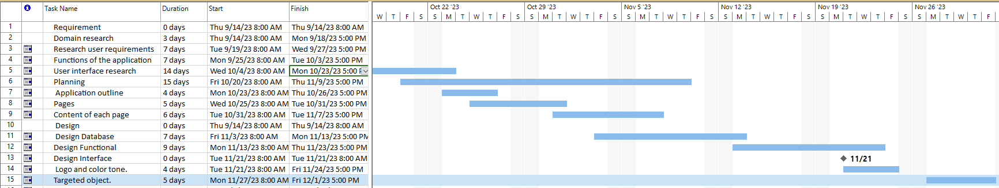 Task Name Duration Start Finish Oct 22 '23 Oct 29 '23 Nov 5 '23 Nov 12 '23 Nov 19 '23 Nov 26 '23
W T F S S M T W T F S S M T W T F S S M T W T F S S M T W T F S S M T W T F S S M T W T F
1 Requirement 0 days Thu 9/14/23 8:00 AM Thu 9/14/23 8:00 AM
2 Domain research 3 days Thu 9/14/23 8:00 AM Mon 9/18/23 5:00 PM
3 Research user requirements 7 days Tue 9/19/23 8:00 AM Wed 9/27/23 5:00 PM
4 Functions of the application 7 days Mon 9/25/23 8:00 AM Tue 10/3/23 5:00 PM
5 User interface research 14 days Wed 10/4/23 8:00 AM Mon 10/23/23 5:00 P
6 Planning 15 days Fri 10/20/23 8:00 AM Thu 11/9/23 5:00 PM
7 Application outline 4 days Mon 10/23/23 8:00 AM Thu 10/26/23 5:00 PM
8 Pages 5 days Wed 10/25/23 8:00 AM Tue 10/31/23 5:00 PM
9 Content of each page 6 days Tue 10/31/23 8:00 AM Tue 11/7/23 5:00 PM
10 Design 0 days Thu 9/14/23 8:00 AM Thu 9/14/23 8:00 AM
11 Design Database 7 days Fri 11/3/23 8:00 AM Mon 11/13/23 5:00 PM
12 Design Functional 9 days Mon 11/13/23 8:00 AM Thu 11/23/23 5:00 PM
13 Design Interface 0 days Tue 11/21/23 8:00 AM Tue 11/21/23 8:00 AM 11/21
14 Logo and color tone. 4 days Tue 11/21/23 8:00 AM Fri 11/24/23 5:00 PM
15 Targeted object. 5 days Mon 11/27/23 8:00 AM Fri 12/1/23 5:00 PM